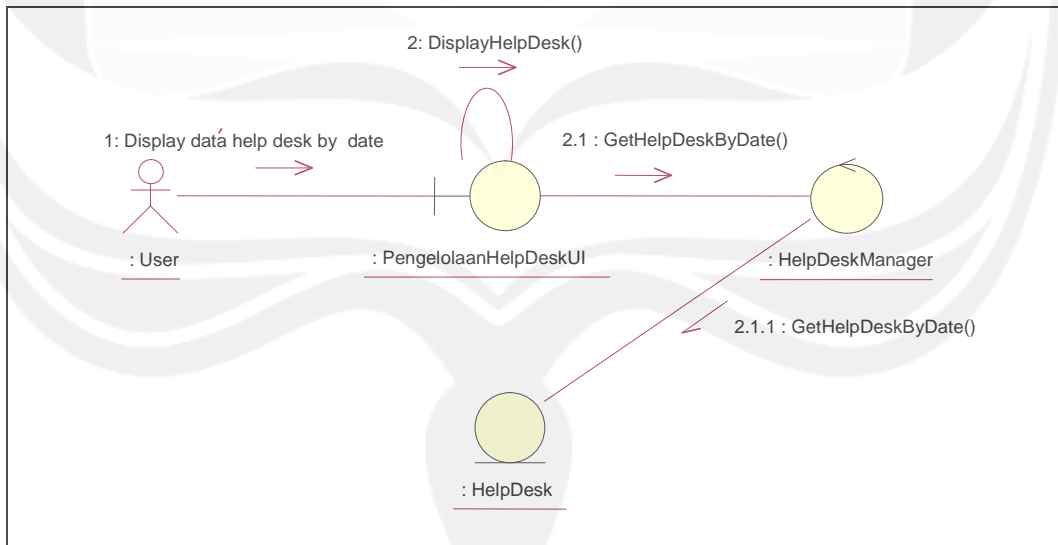 2: DisplayHelpDesk()
1: Display data help desk by date
2.1 : GetHelpDeskByDate()
: User
: PengelolaanHelpDeskUI
: HelpDeskManager
2.1.1 : GetHelpDeskByDate()
: HelpDesk